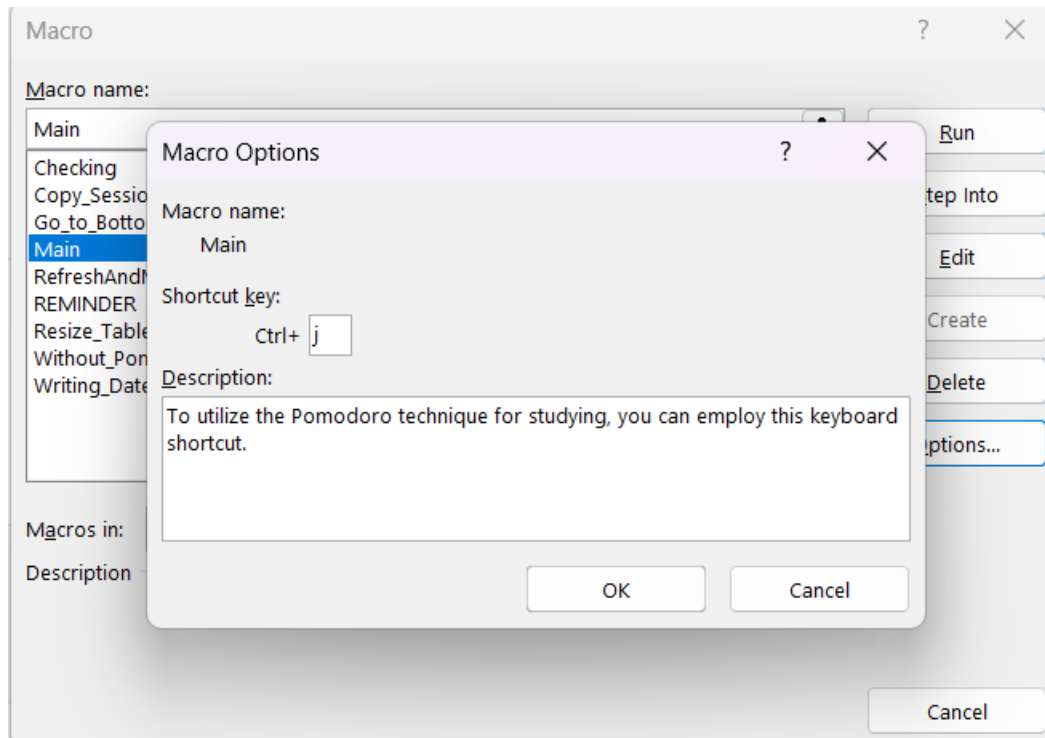 Macro
?
Macro name:
Main
Checking
Copy_Sessio
Go_to_Botto
Main
RefreshAnd
REMINDER
Resize_Table
Without_Pon
Writing_Date
Macros in:
Description
Run
tep Into
Edit
Create
Delete
ptions...
Cancel
Macro Options
?
Macro name:
Main
Shortcut key:
Ctrl+ j
Description:
To utilize the Pomodoro technique for studying, you can employ this keyboard
shortcut.
OK Cancel